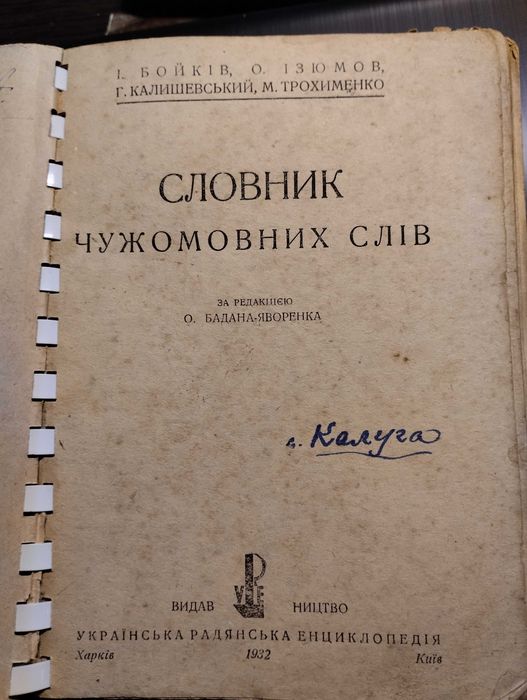 І. БОЙКІВ, О. ІЗЮМОВ,
Г. КАЛИШЕВСЬКИЙ, М. ТРОХИМЕНКО
СЛОВНИК
ЧУЖОМОВНИХ СЛІВ
ЗА РЕДАКЦІЄЮ
О. БАДАНА-ЯВОРЕНКА
г. Калуга
ВИДАВ НИЦТВО
УКРАЇНСЬКА РАДЯНСЬКА ЕНЦИКЛОПЕДІЯ
Харків 1932 Київ